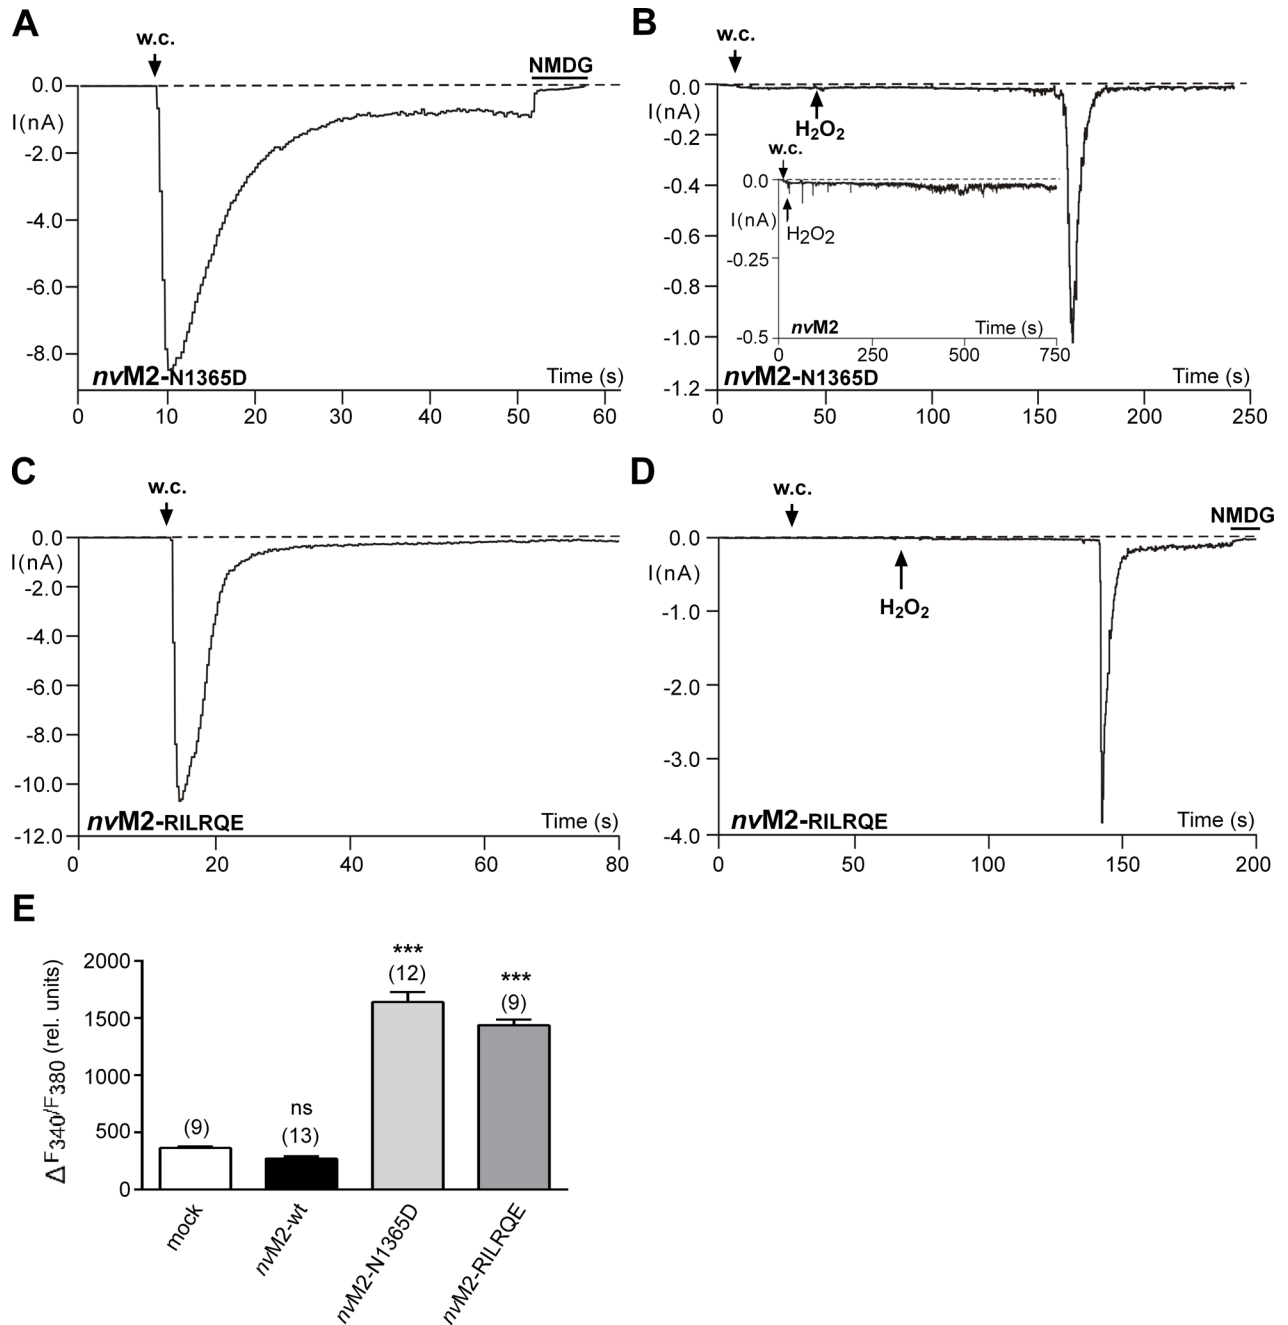 A
w.c.
NMDG
0.0
I(nA)
-2.0
-4.0
-6.0
-8.0
nvM2-N1365D
Time (s)
0 10 20 30 40 50 60
B
w.c.
0.0
I(nA)
H2O2
-0.2
-0.4
-0.6
-0.8
-1.0
-1.2
w.c.
0.0
I(nA)
H2O2
-0.25
-0.5
nvM2
Time (s)
0 250 500 750
nvM2-N1365D
Time (s)
0 50 100 150 200 250
C
w.c.
0.0
I(nA)
-2.0
-4.0
-6.0
-8.0
-10.0
-12.0
nvM2-RILRQE
Time (s)
0 20 40 60 80
D
w.c.
NMDG
0.0
I(nA)
H2O2
-1.0
-2.0
-3.0
-4.0
nvM2-RILRQE
Time (s)
0 50 100 150 200
E
ΔF340/F380 (rel. units)
2000
1500
1000
500
0
(9)
ns
(13)
***
(12)
***
(9)
mock
nvM2-wt
nvM2-N1365D
nvM2-RILRQE